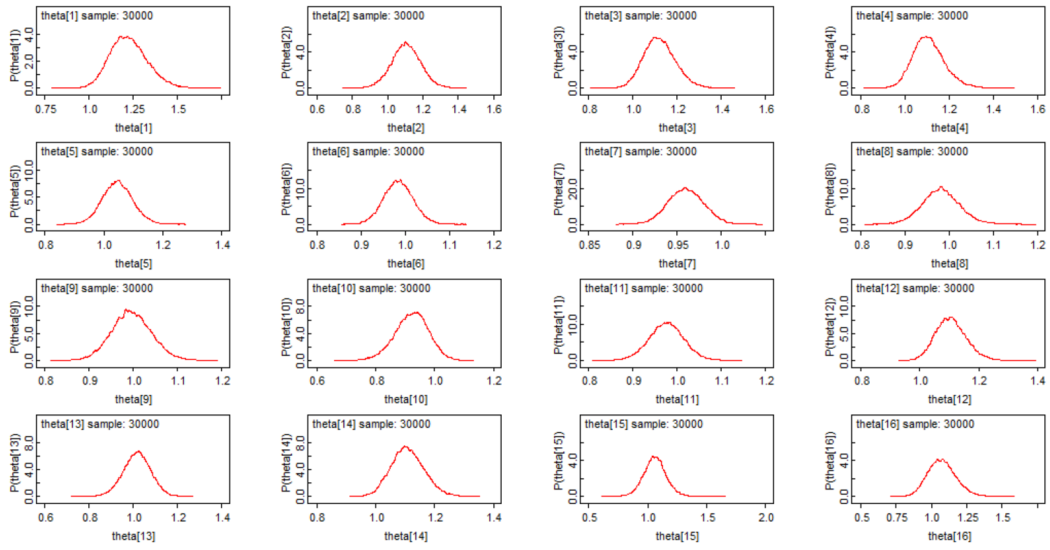 theta[1] sample: 30000
P(theta[1])
0.0 2.0 4.0
0.75 1.0 1.25 1.5
theta[1]
theta[2] sample: 30000
P(theta[2])
0.0 4.0
0.6 0.8 1.0 1.2 1.4 1.6
theta[2]
theta[3] sample: 30000
P(theta[3])
0.0 4.0
0.8 1.0 1.2 1.4 1.6
theta[3]
theta[4] sample: 30000
P(theta[4])
0.0 4.0
0.8 1.0 1.2 1.4 1.6
theta[4]
theta[5] sample: 30000
P(theta[5])
0.0 5.0 10.0
0.8 1.0 1.2 1.4
theta[5]
theta[6] sample: 30000
P(theta[6])
0.0 10.0
0.8 0.9 1.0 1.1 1.2
theta[6]
theta[7] sample: 30000
P(theta[7])
0.0 20.0
0.85 0.9 0.95 1.0
theta[7]
theta[8] sample: 30000
P(theta[8])
0.0 10.0
0.8 0.9 1.0 1.1 1.2
theta[8]
theta[9] sample: 30000
P(theta[9])
0.0 5.0 10.0
0.8 0.9 1.0 1.1 1.2
theta[9]
theta[10] sample: 30000
P(theta[10])
0.0 4.0 8.0
0.6 0.8 1.0 1.2
theta[10]
theta[11] sample: 30000
P(theta[11])
0.0 10.0
0.8 0.9 1.0 1.1 1.2
theta[11]
theta[12] sample: 30000
P(theta[12])
0.0 5.0 10.0
0.8 1.0 1.2 1.4
theta[12]
theta[13] sample: 30000
P(theta[13])
0.0 4.0 8.0
0.6 0.8 1.0 1.2 1.4
theta[13]
theta[14] sample: 30000
P(theta[14])
0.0 4.0 8.0
0.8 1.0 1.2 1.4
theta[14]
theta[15] sample: 30000
P(theta[15])
0.0 4.0
0.5 1.0 1.5 2.0
theta[15]
theta[16] sample: 30000
P(theta[16])
0.0 4.0
0.5 0.75 1.0 1.25 1.5
theta[16]